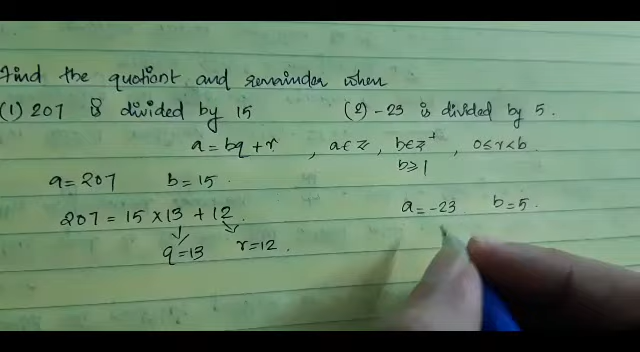 Find the quotient and remainder when
(1) 207 is divided by 15 (2) -23 is divided by 5.
a = bq + r , a ∈ Z , b ∈ Z⁺ , 0 ≤ r < b
b ≥ 1
a = 207 b = 15
207 = 15 × 13 + 12 a = -23 b = 5.
q = 13 r = 12.